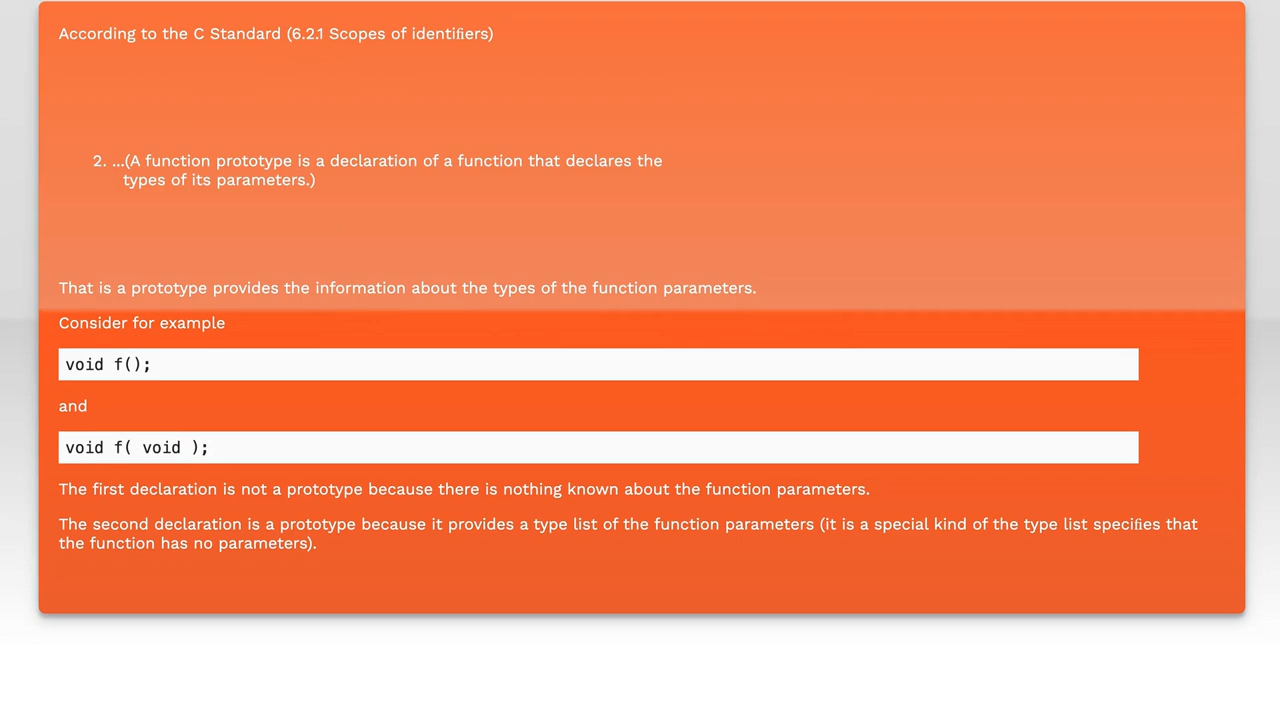 According to the C Standard (6.2.1 Scopes of identifiers)
2. ...(A function prototype is a declaration of a function that declares the
types of its parameters.)
That is a prototype provides the information about the types of the function parameters.
Consider for example
void f();
and
void f( void );
The first declaration is not a prototype because there is nothing known about the function parameters.
The second declaration is a prototype because it provides a type list of the function parameters (it is a special kind of the type list specifies that
the function has no parameters).